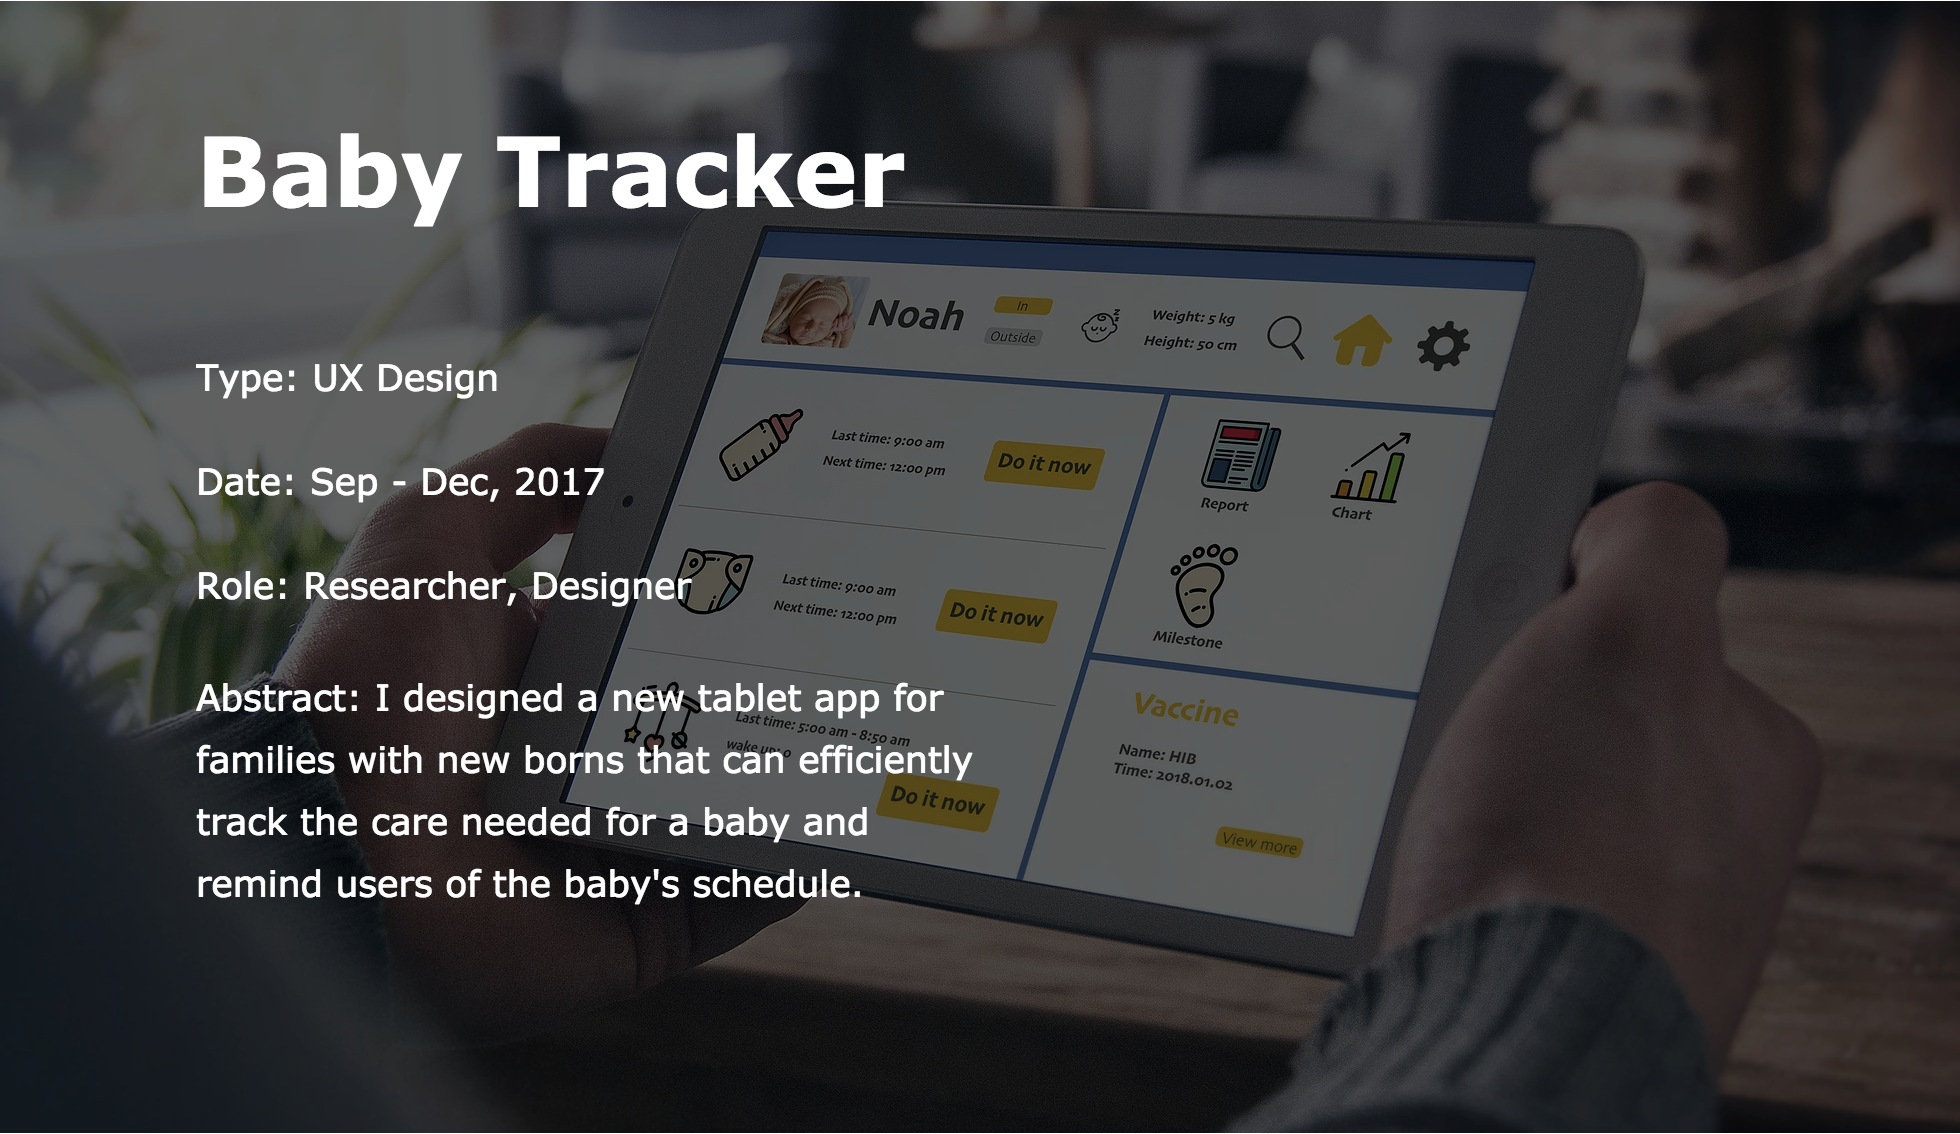 Baby Tracker
Type: UX Design
Date: Sep - Dec, 2017
Role: Researcher, Designer
Abstract: I designed a new tablet app for
families with new borns that can efficiently
track the care needed for a baby and
remind users of the baby's schedule.
Noah
In
Outside
Weight: 5 kg
Height: 50 cm
Last time: 9:00 am
Next time: 12:00 pm
Do it now
Last time: 9:00 am
Next time: 12:00 pm
Do it now
Last time: 5:00 am - 8:50 am
wake up: 0
Do it now
Report
Chart
Milestone
Vaccine
Name: HIB
Time: 2018.01.02
View more